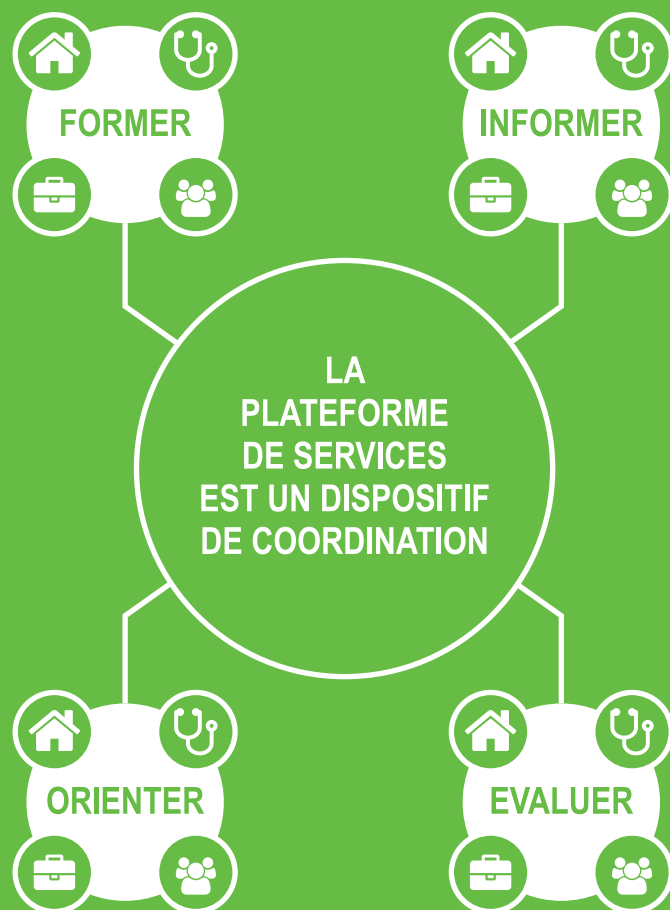 FORMER
INFORMER
LA
PLATEFORME
DE SERVICES
EST UN DISPOSITIF
DE COORDINATION
ORIENTER
EVALUER